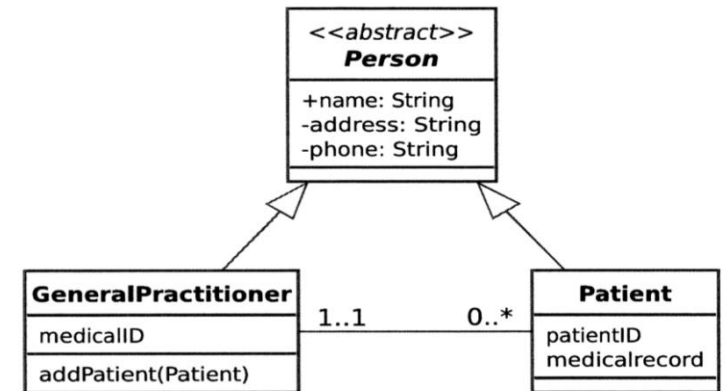 <<abstract>>
Person
+name: String
-address: String
-phone: String
GeneralPractitioner
medicalID
addPatient(Patient)
1..1
0..*
Patient
patientID
medicalrecord